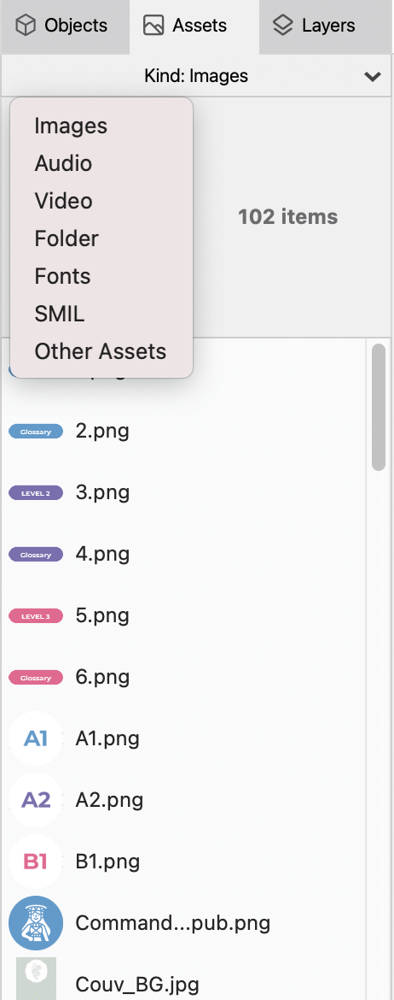 Objects
Assets
Layers
Kind: Images
Images
Audio
Video
Folder
Fonts
SMIL
Other Assets
102 items
Glossary
2.png
LEVEL 2
3.png
Glossary
4.png
LEVEL 3
5.png
Glossary
6.png
A1
A1.png
A2
A2.png
B1
B1.png
Command...pub.png
Couv_BG.jpg